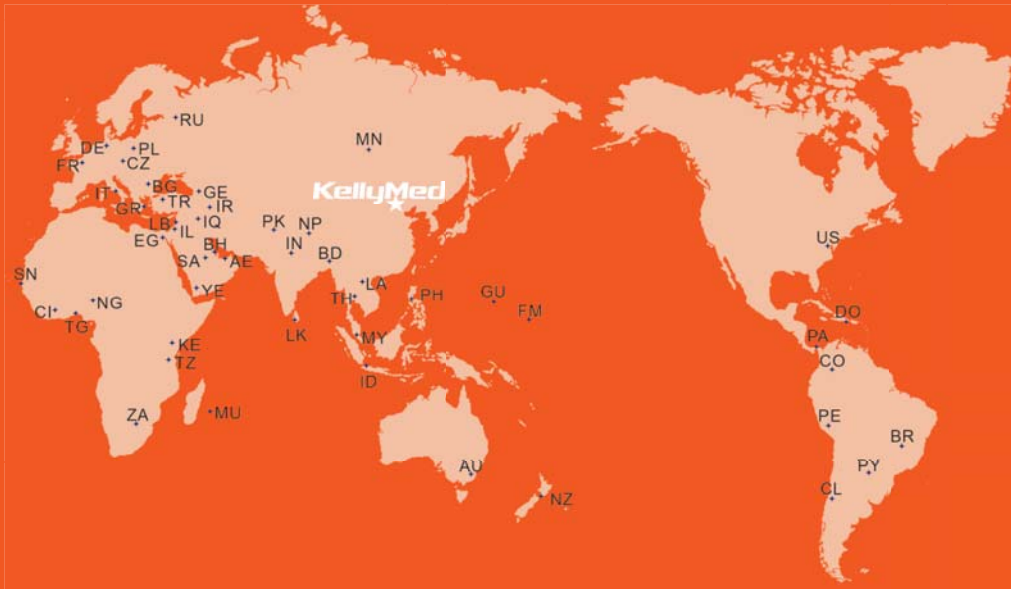 RU
MN
DE
PL
FR
CZ
KellyMed
IT
BG
GE
TR
GR
IR
LB
IL
IQ
PK
NP
EG
BH
IN
BD
US
SA
AE
SN
YE
LA
TH
PH
GU
FM
DO
CI
NG
TG
LK
MY
PA
KE
TZ
CO
ID
ZA
MU
PE
BR
AU
PY
CL
NZ